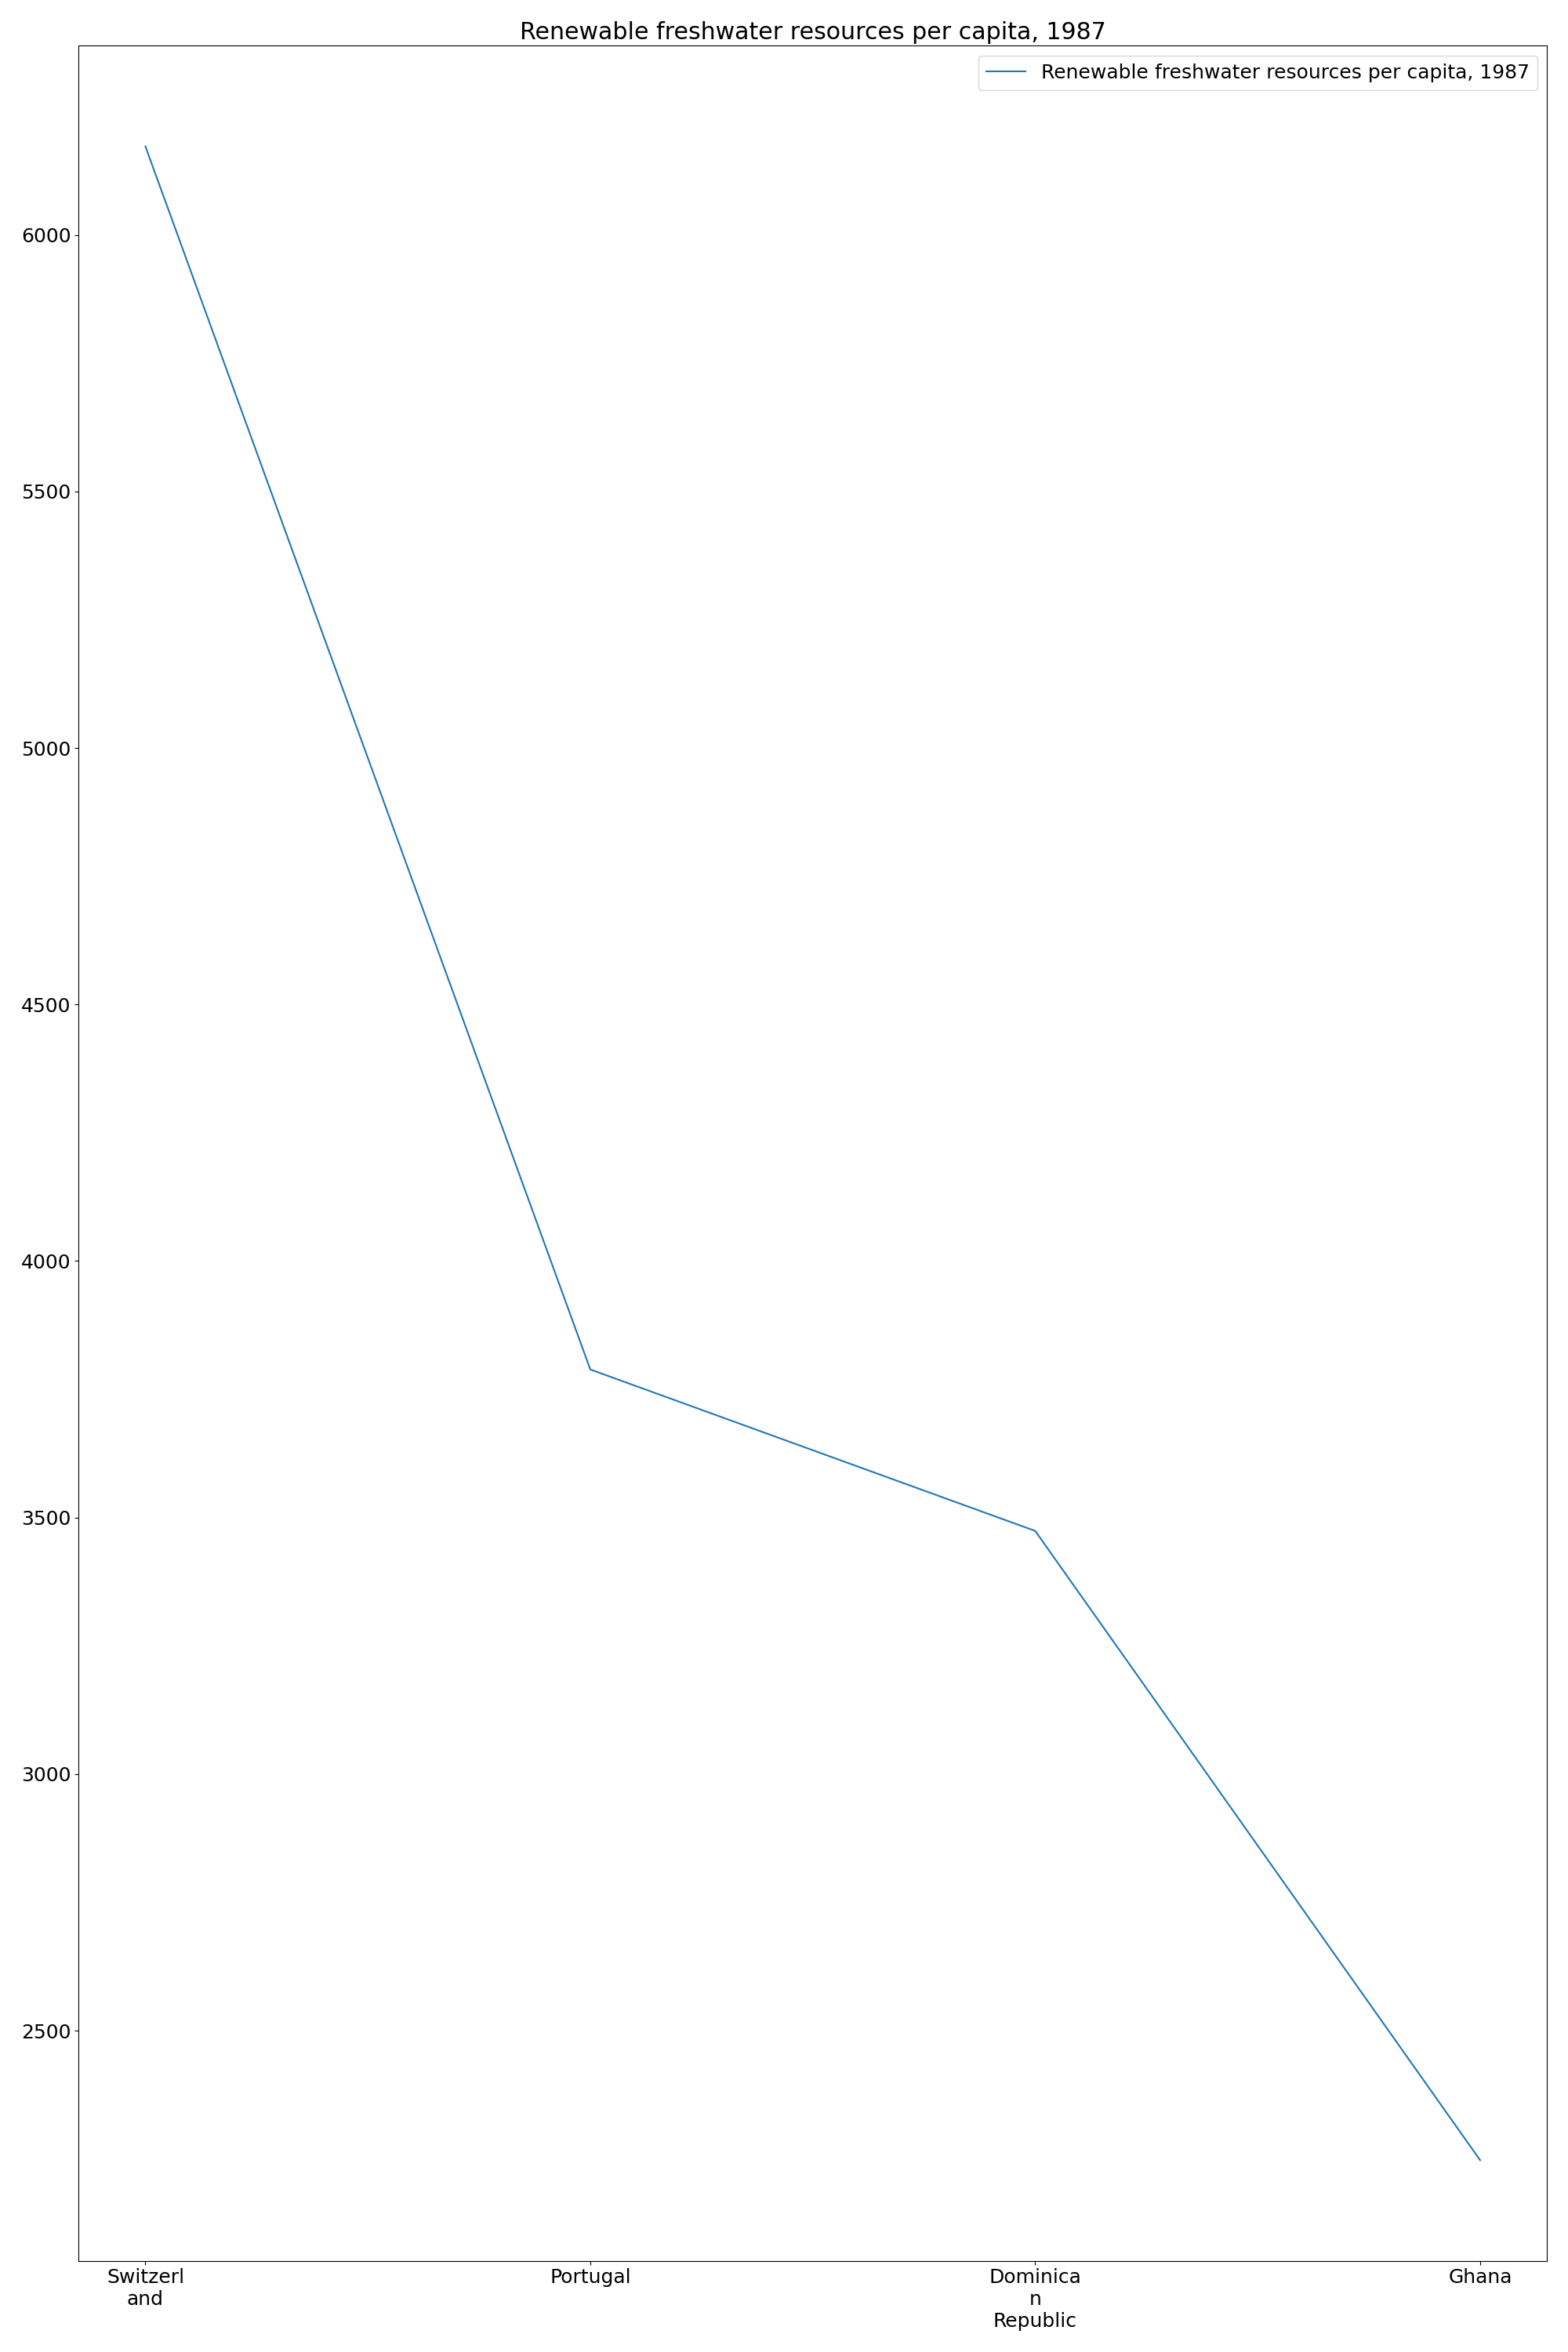 Renewable freshwater resources per capita, 1987
Renewable freshwater resources per capita, 1987
6000
5500
5000
4500
4000
3500
3000
2500
Switzerl
and
Portugal
Dominica
n
Republic
Ghana